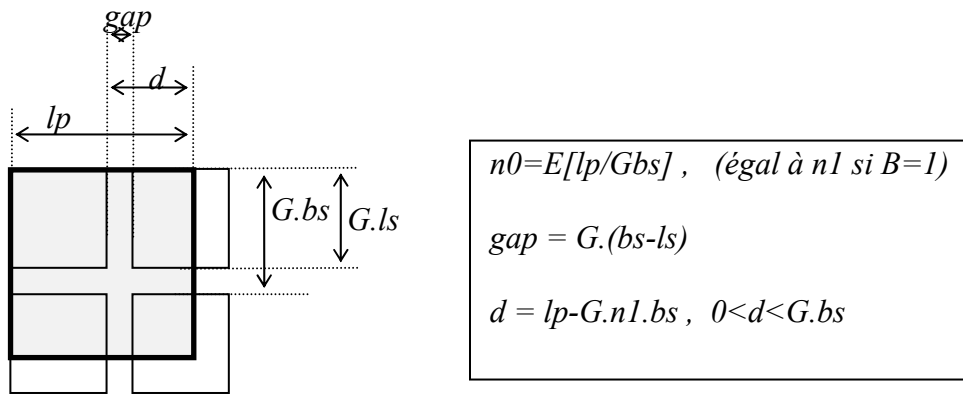 gap
d
lp
G.bs
G.ls
n0=E[lp/Gbs] , (égal à n1 si B=1)
gap = G.(bs-ls)
d = lp-G.n1.bs , 0<d<G.bs